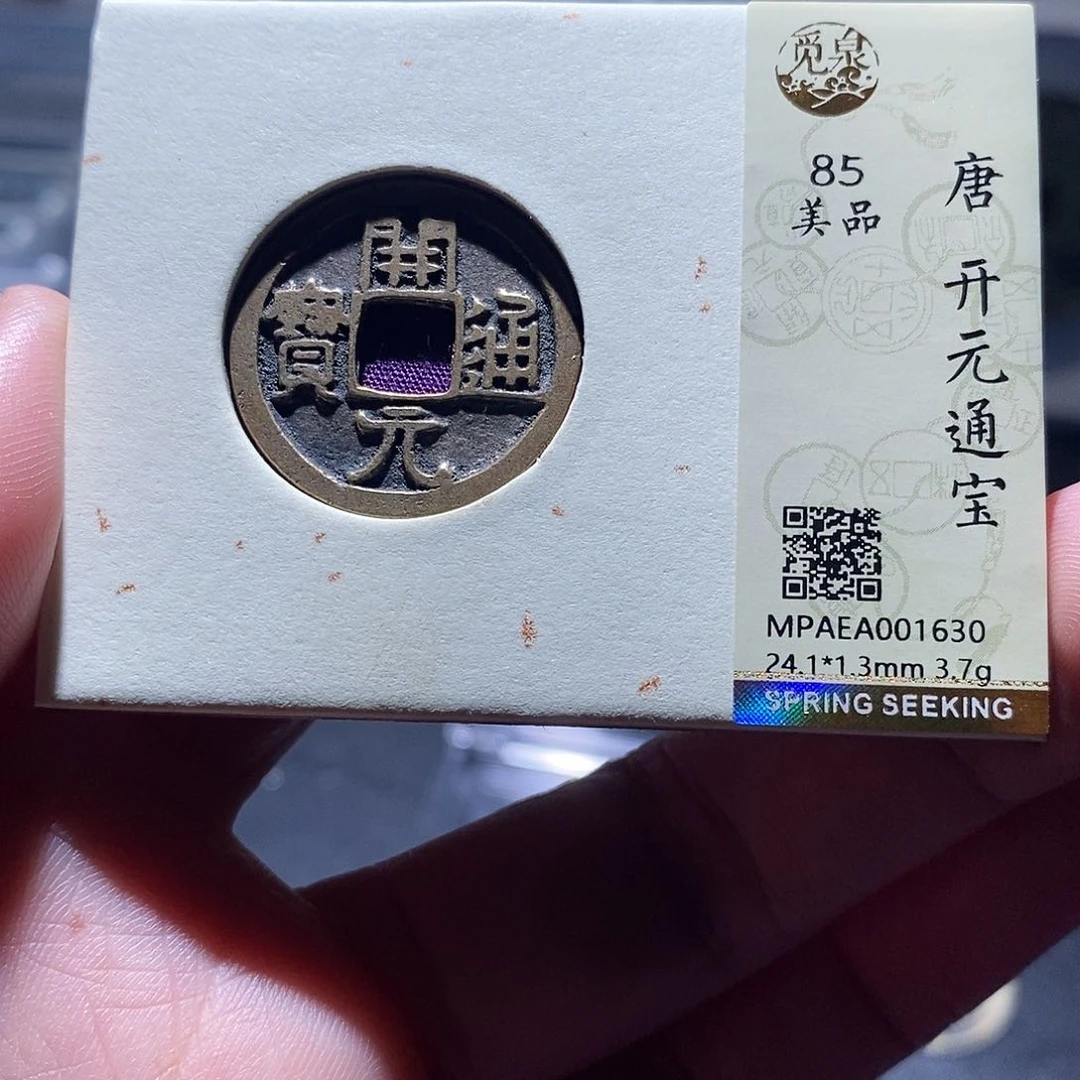 開
通
元
寶
觅泉
85
美品
唐 开元通宝
MPAEA001630
24.1*1.3mm 3.7g
SPRING SEEKING